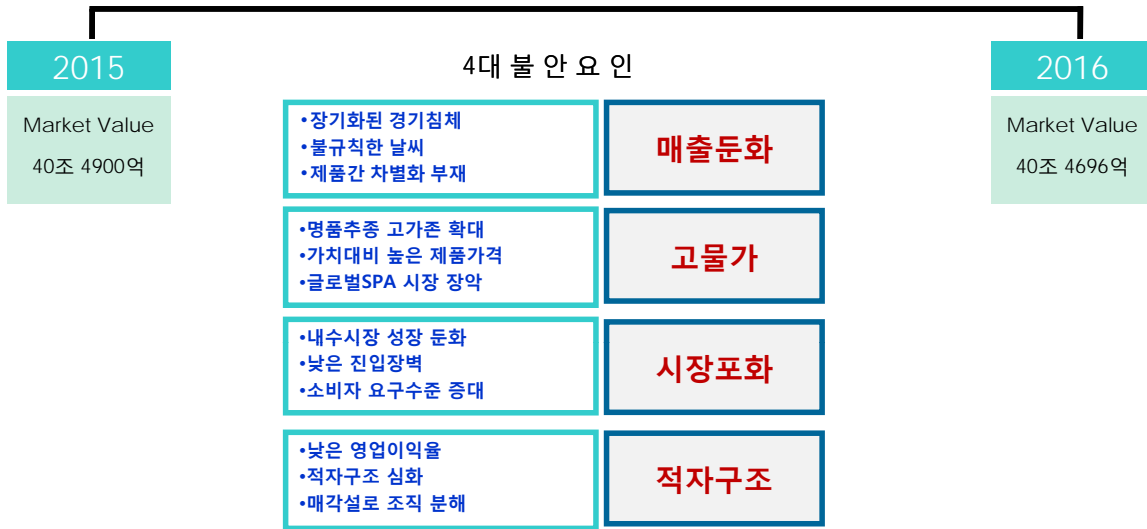 2015
Market Value
40조 4900억
4대 불 안 요 인
2016
Market Value
40조 4696억
•장기화된 경기침체
•불규칙한 날씨
•제품간 차별화 부재
매출둔화
•명품추종 고가존 확대
•가치대비 높은 제품가격
•글로벌SPA 시장 장악
고물가
•내수시장 성장 둔화
•낮은 진입장벽
•소비자 요구수준 증대
시장포화
•낮은 영업이익율
•적자구조 심화
•매각설로 조직 분해
적자구조